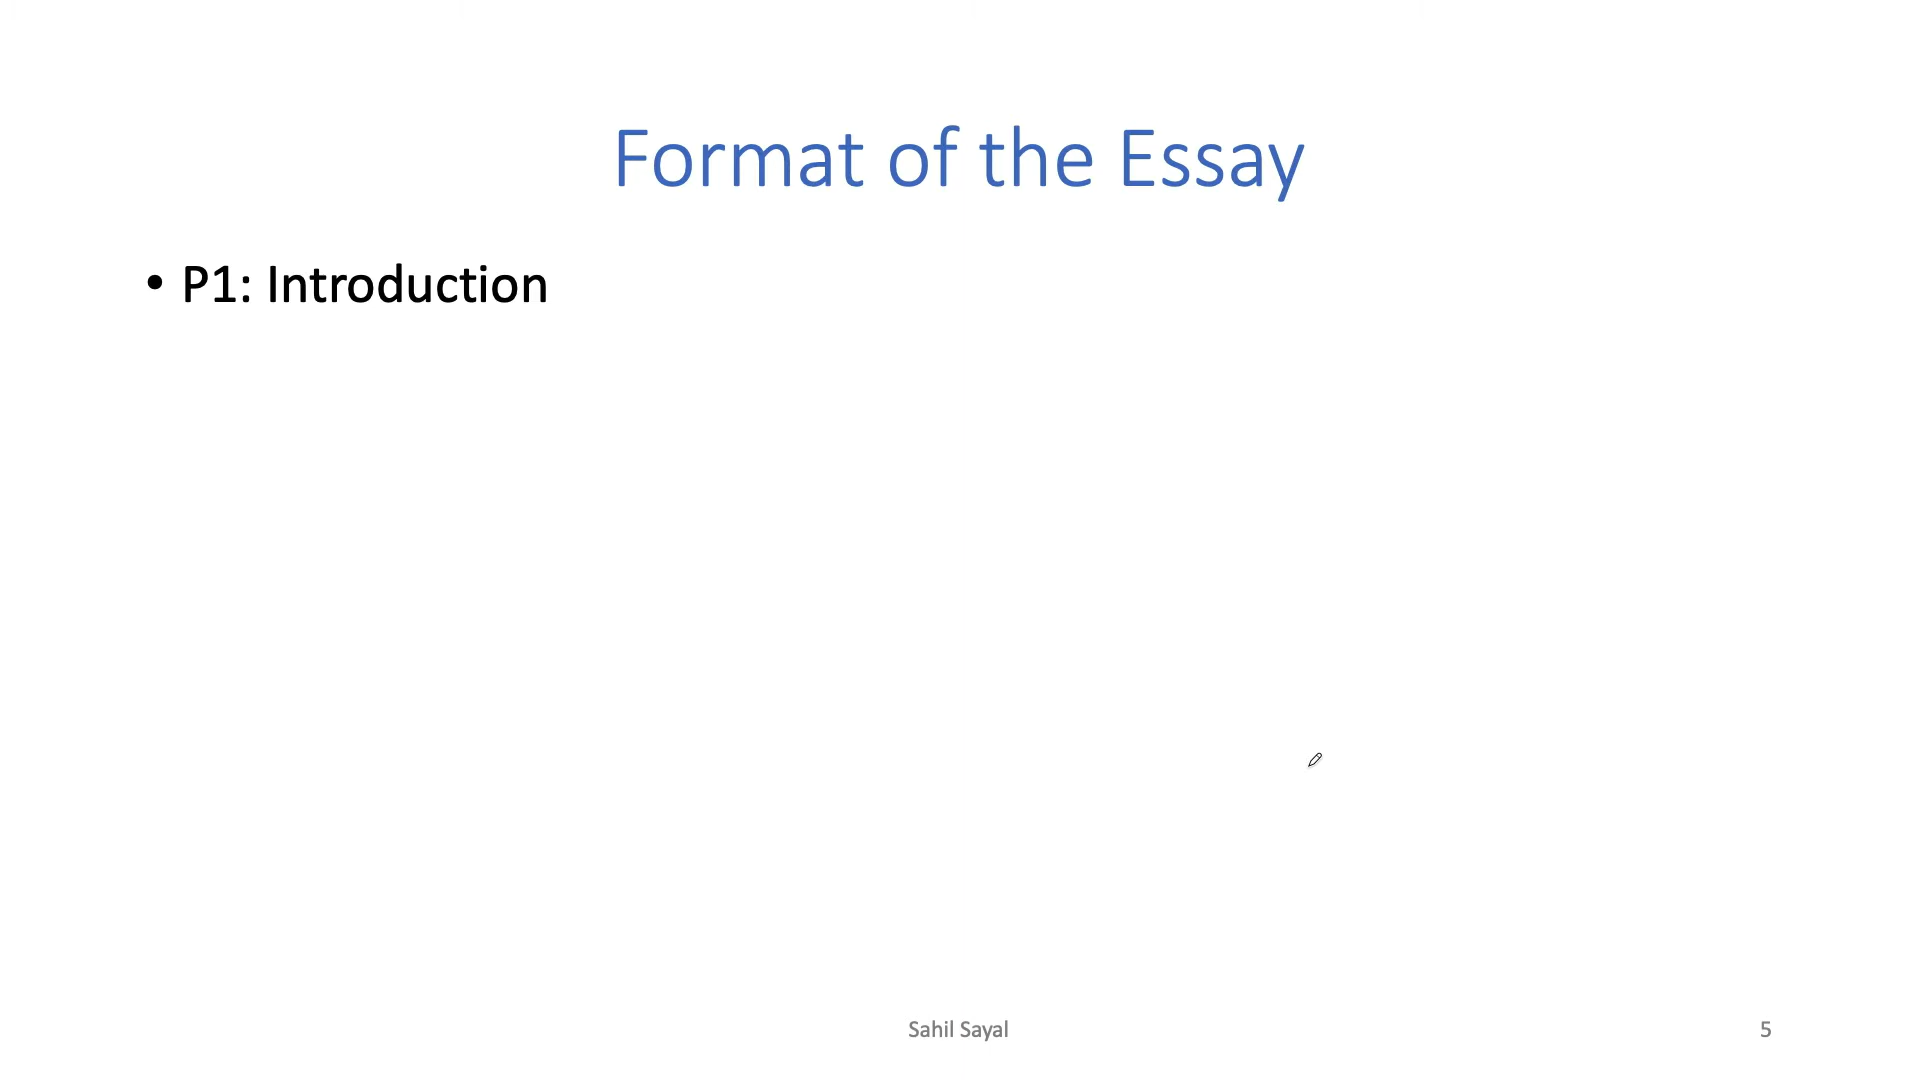 Format of the Essay
• P1: Introduction
Sahil Sayal
5